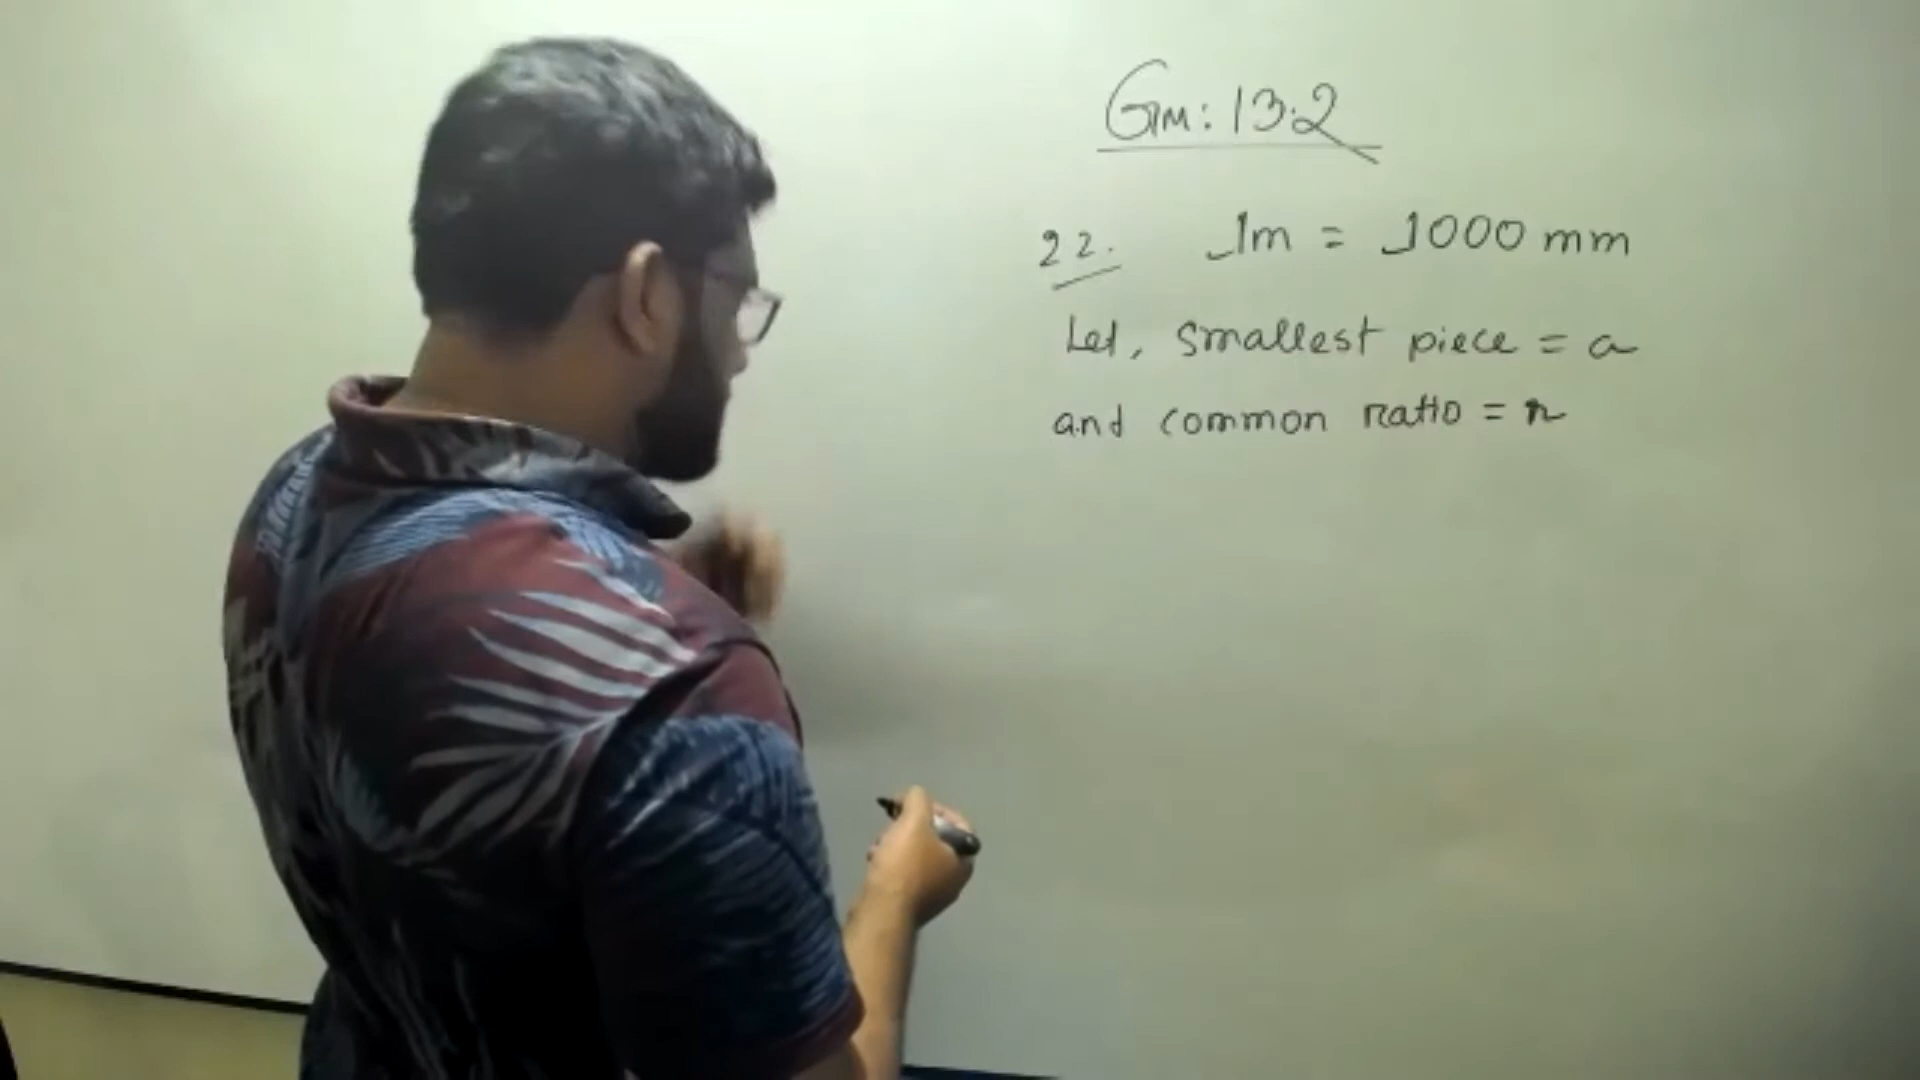 GM: 13.2
22. 1m = 1000 mm
Let, smallest piece = a
and common ratio = r